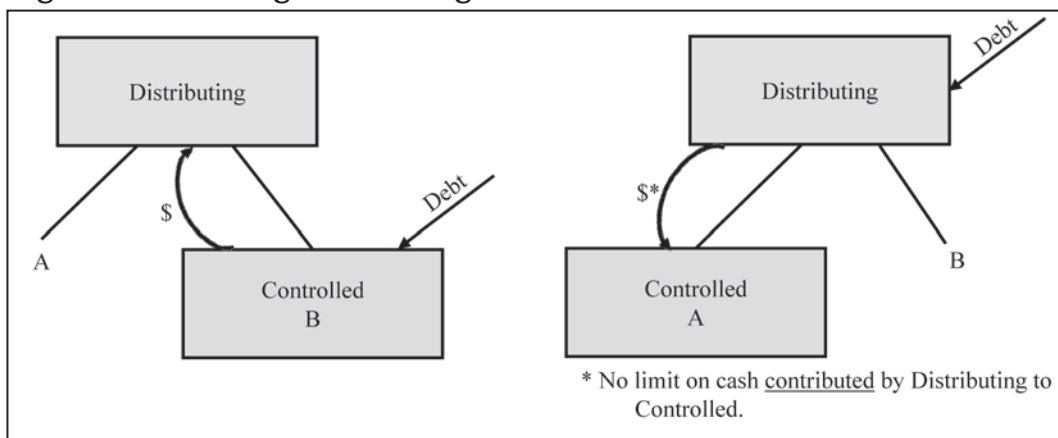 Distributing
$
Debt
A
Controlled
B
Distributing
Debt
$*
Controlled
A
B
* No limit on cash contributed by Distributing to
Controlled.